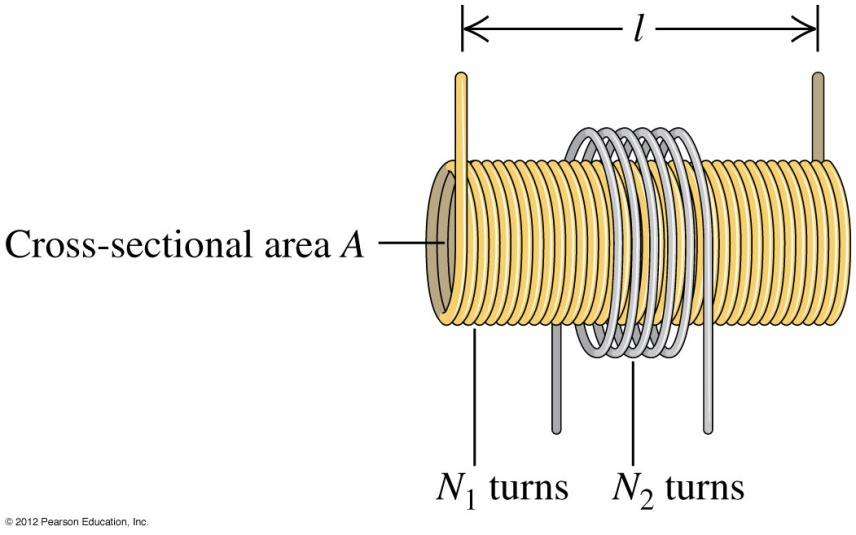 l
Cross-sectional area A
N₁ turns N₂ turns
© 2012 Pearson Education, Inc.